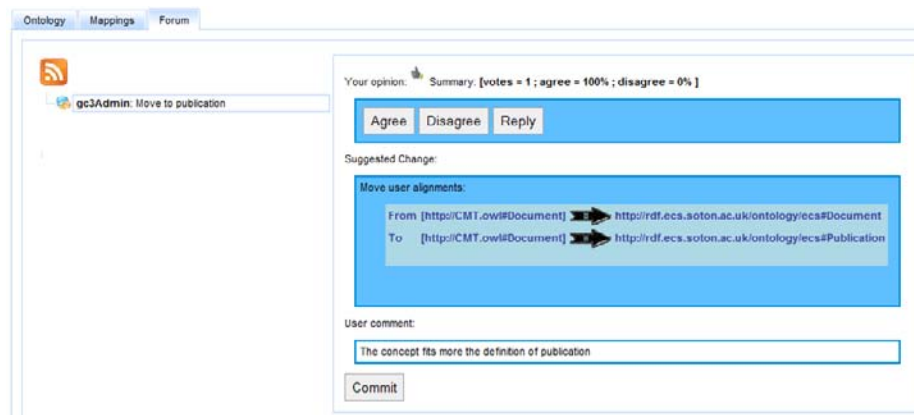 Ontology Mappings Forum
gc3Admin: Move to publication
Your opinion: Summary: [votes = 1 ; agree = 100% ; disagree = 0% ]
Agree Disagree Reply
Suggested Change:
Move user alignments:
From [http://CMT.owl#Document] http://rdf.ecs.soton.ac.uk/ontology/ecs#Document
To [http://CMT.owl#Document] http://rdf.ecs.soton.ac.uk/ontology/ecs#Publication
User comment:
The concept fits more the definition of publication
Commit